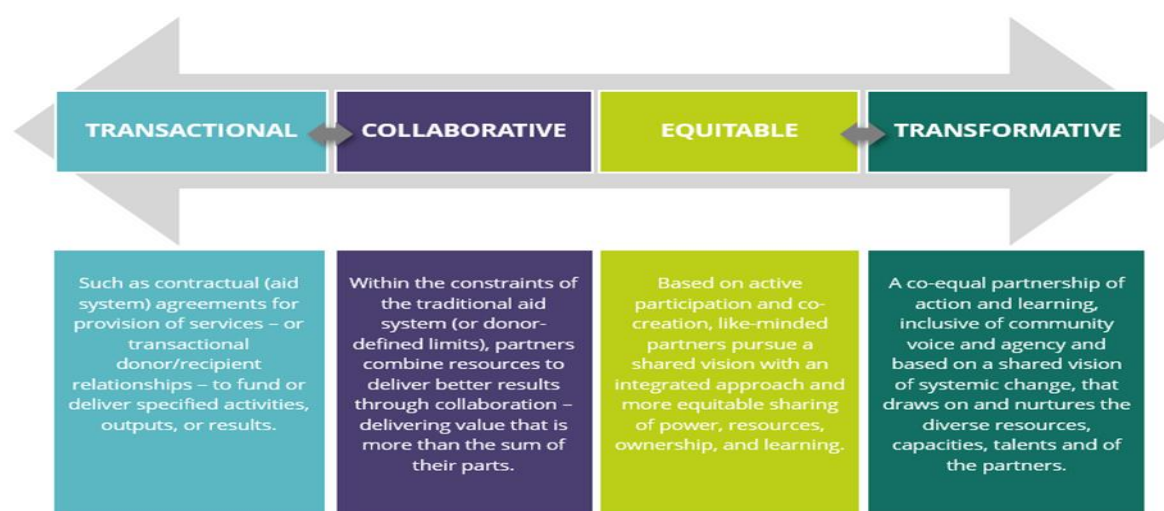 TRANSACTIONAL
COLLABORATIVE
EQUITABLE
TRANSFORMATIVE
Such as contractual (aid
system) agreements for
provision of services – or
transactional
donor/recipient
relationships – to fund or
deliver specified activities,
outputs, or results.
Within the constraints of
the traditional aid
system (or donor-
defined limits), partners
combine resources to
deliver better results
through collaboration –
delivering value that is
more than the sum of
their parts.
Based on active
participation and co-
creation, like-minded
partners pursue a
shared vision with an
integrated approach and
more equitable sharing
of power, resources,
ownership, and learning.
A co-equal partnership of
action and learning,
inclusive of community
voice and agency and
based on a shared vision
of systemic change, that
draws on and nurtures the
diverse resources,
capacities, talents and of
the partners.